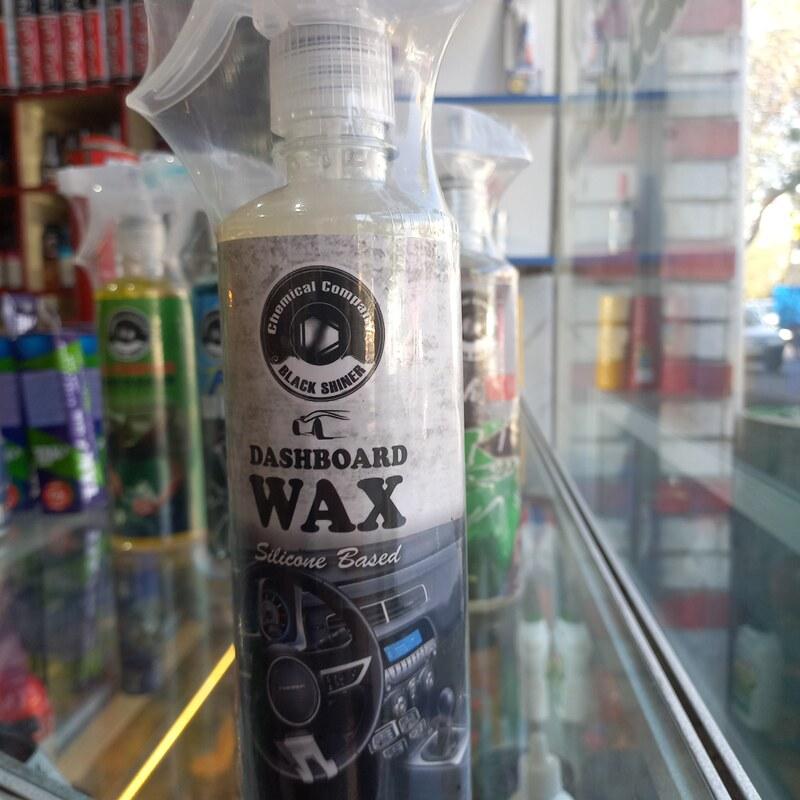 Chemical Company
BLACK SHINER
DASHBOARD
WAX
Silicone Based